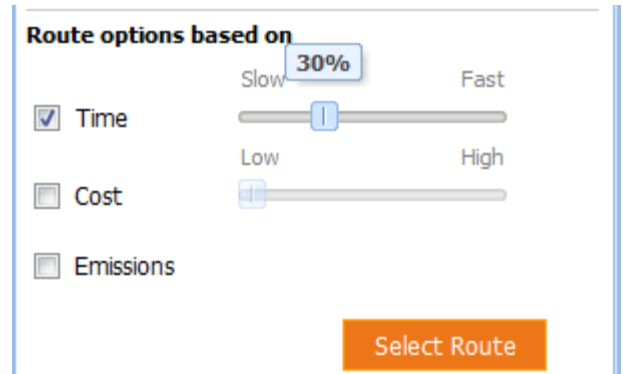 Route options based on
30%
Slow Fast
Time
Low High
Cost
Emissions
Select Route